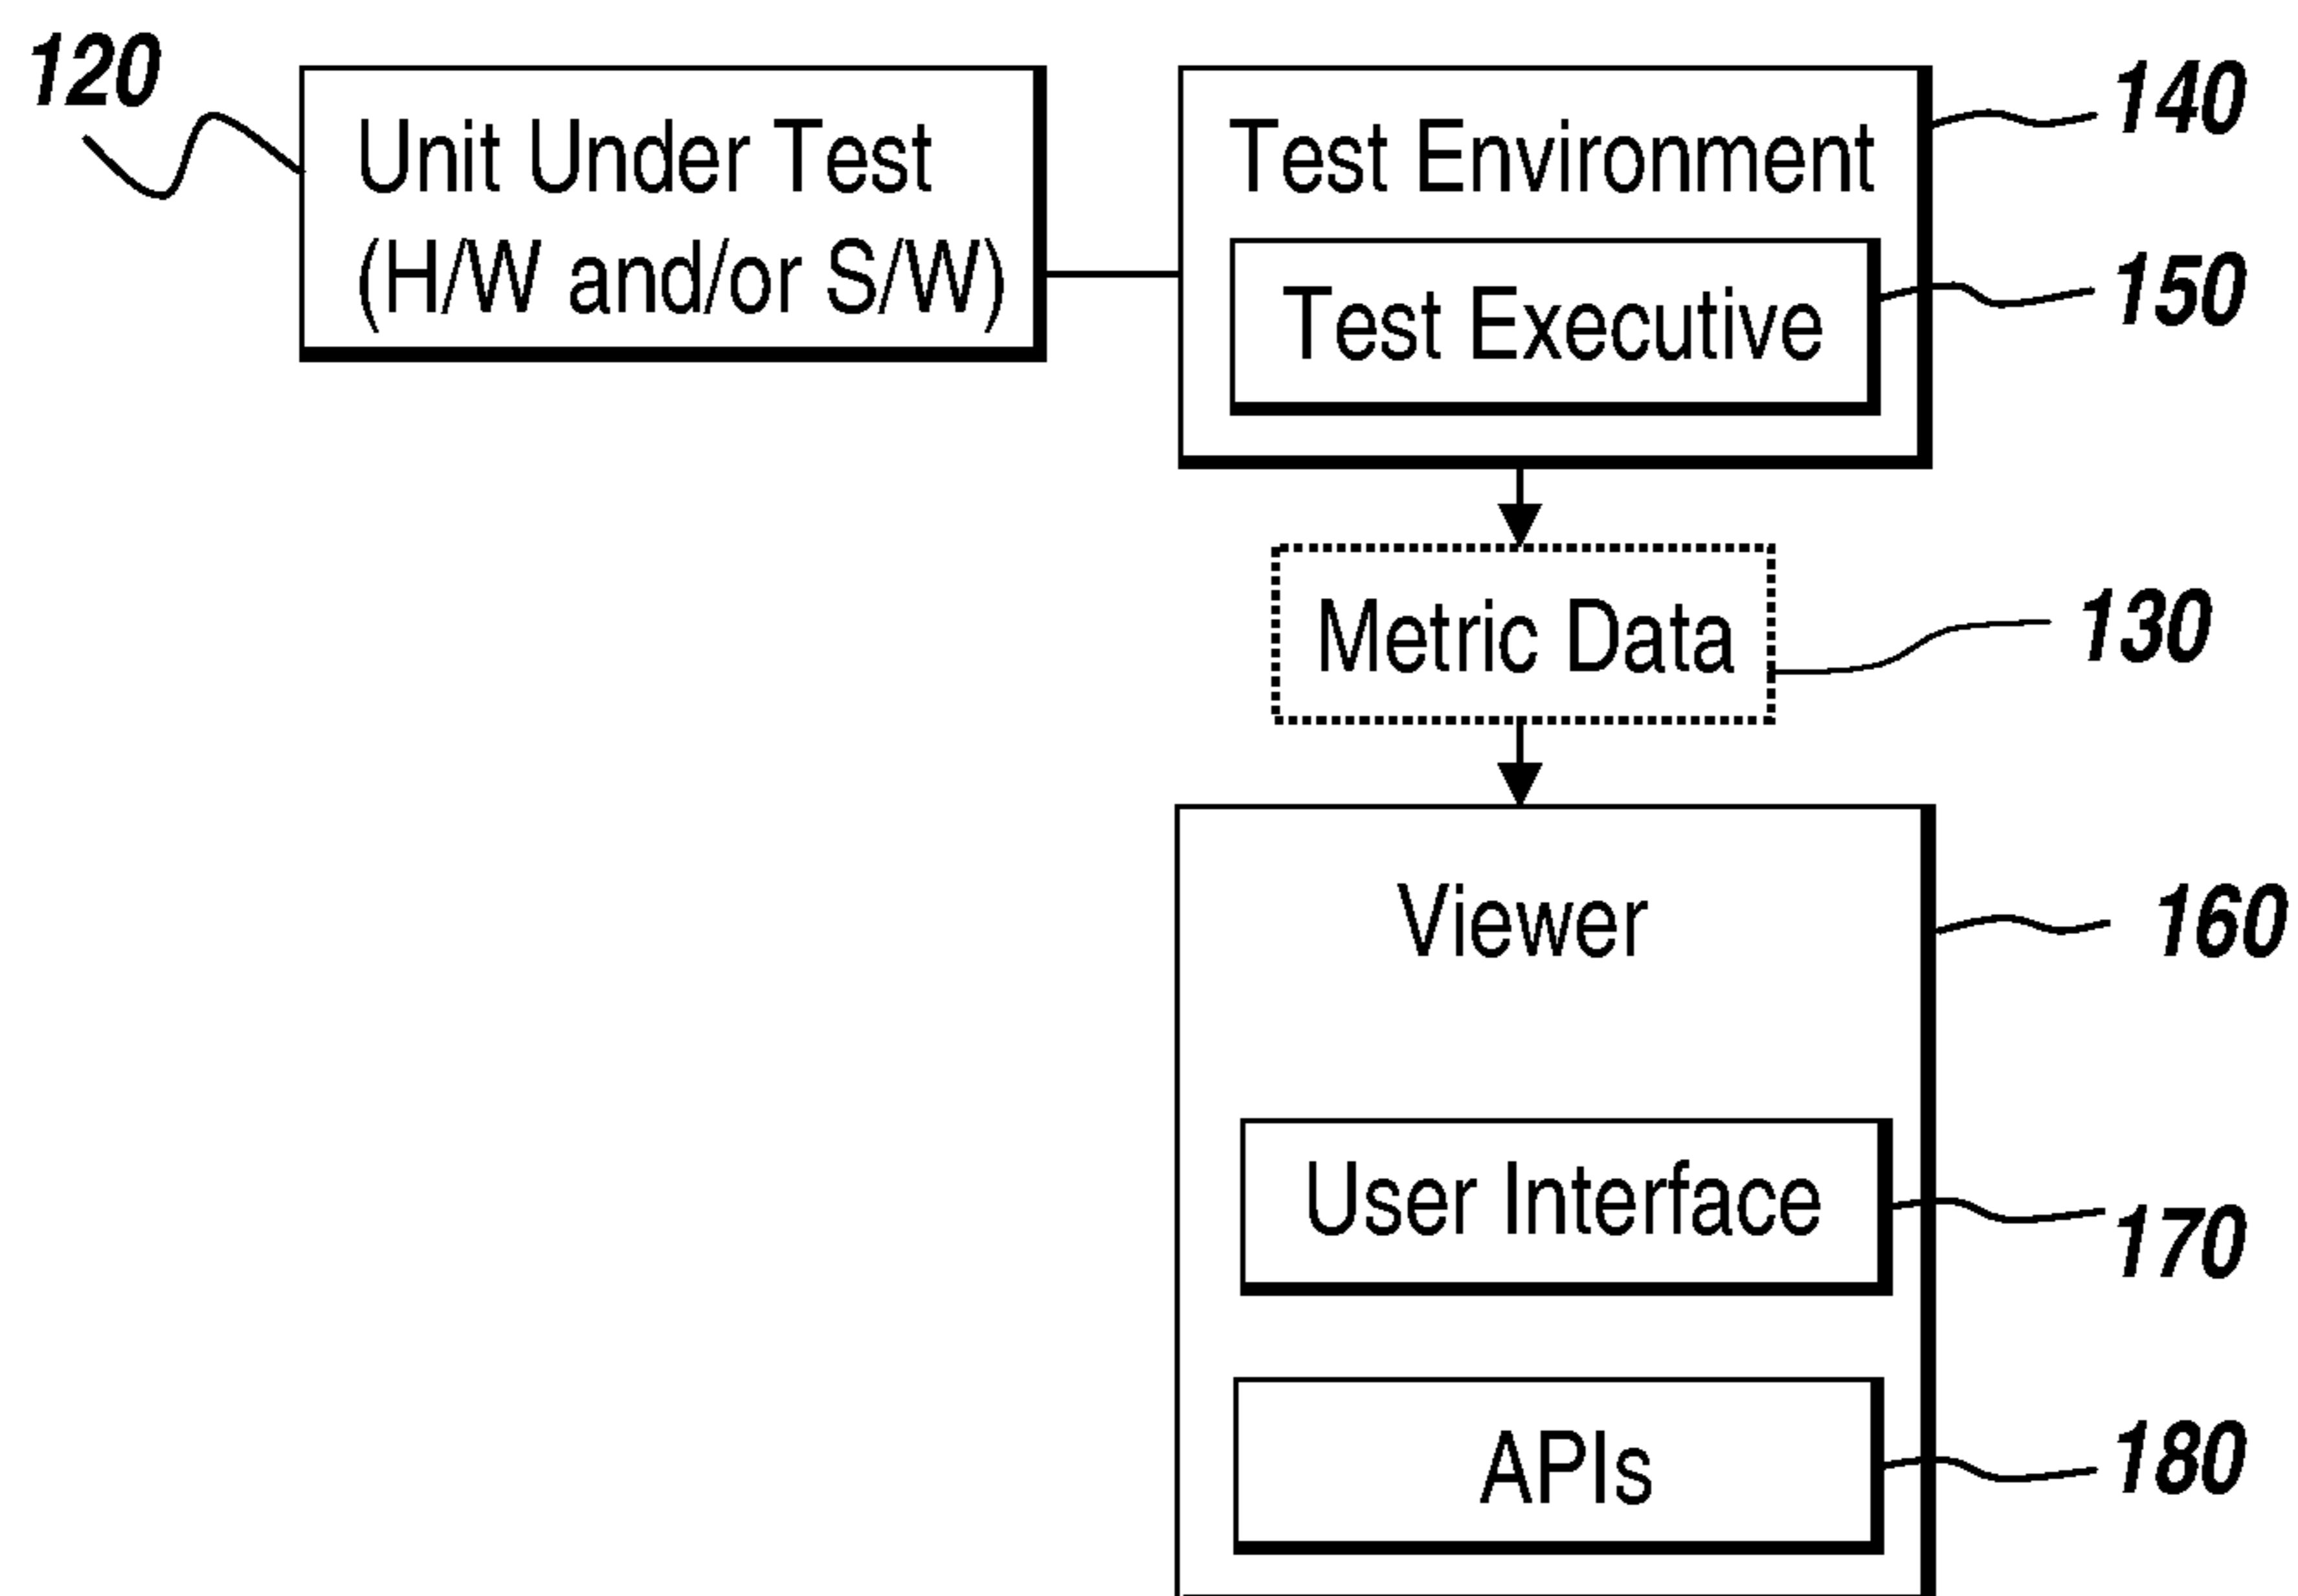 120
Unit Under Test
(H/W and/or S/W)
Test Environment
140
Test Executive
150
Metric Data
130
Viewer
160
User Interface
170
APIs
180